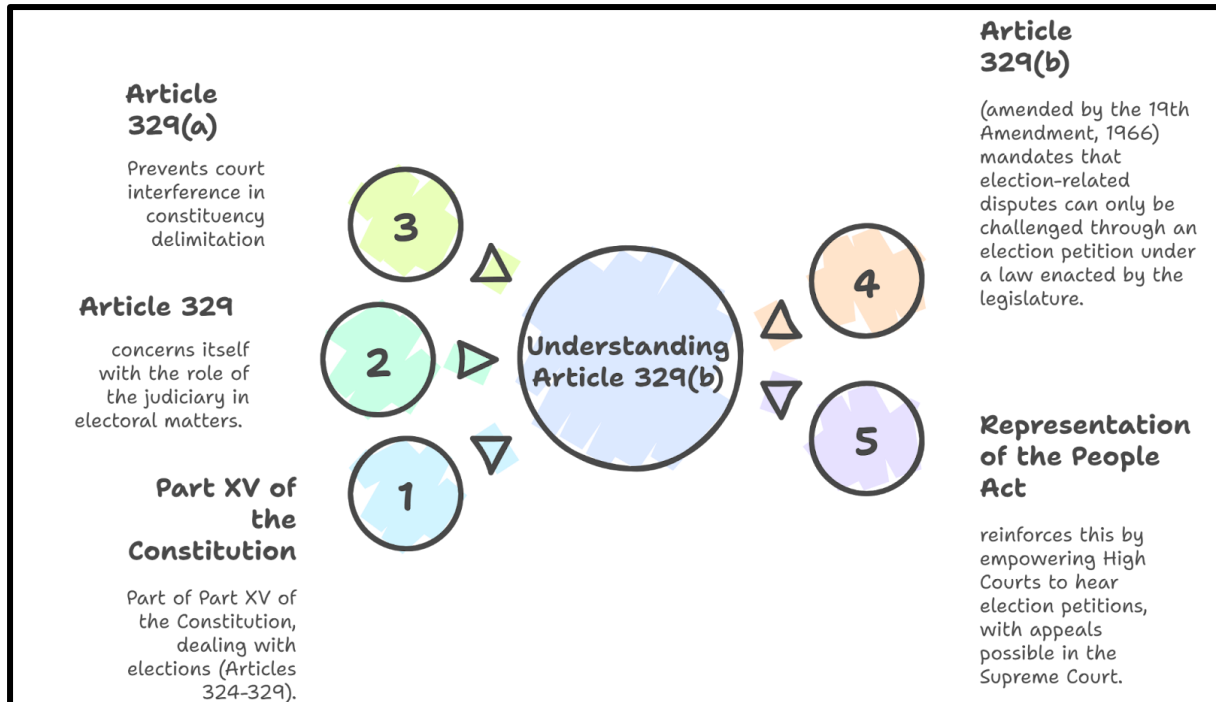 Article
329(a)
Prevents court
interference in
constituency
delimitation
3
Article 329
concerns itself
with the role of
the judiciary in
electoral matters.
2
Part XV of
the
Constitution
Part of Part XV of
the Constitution,
dealing with
elections (Articles
324-329).
1
Understanding
Article 329(b)
Article
329(b)
(amended by the 19th
Amendment, 1966)
mandates that
election-related
disputes can only be
challenged through an
election petition under
a law enacted by the
legislature.
4
Representation
of the People
Act
reinforces this by
empowering High
Courts to hear
election petitions,
with appeals
possible in the
Supreme Court.
5